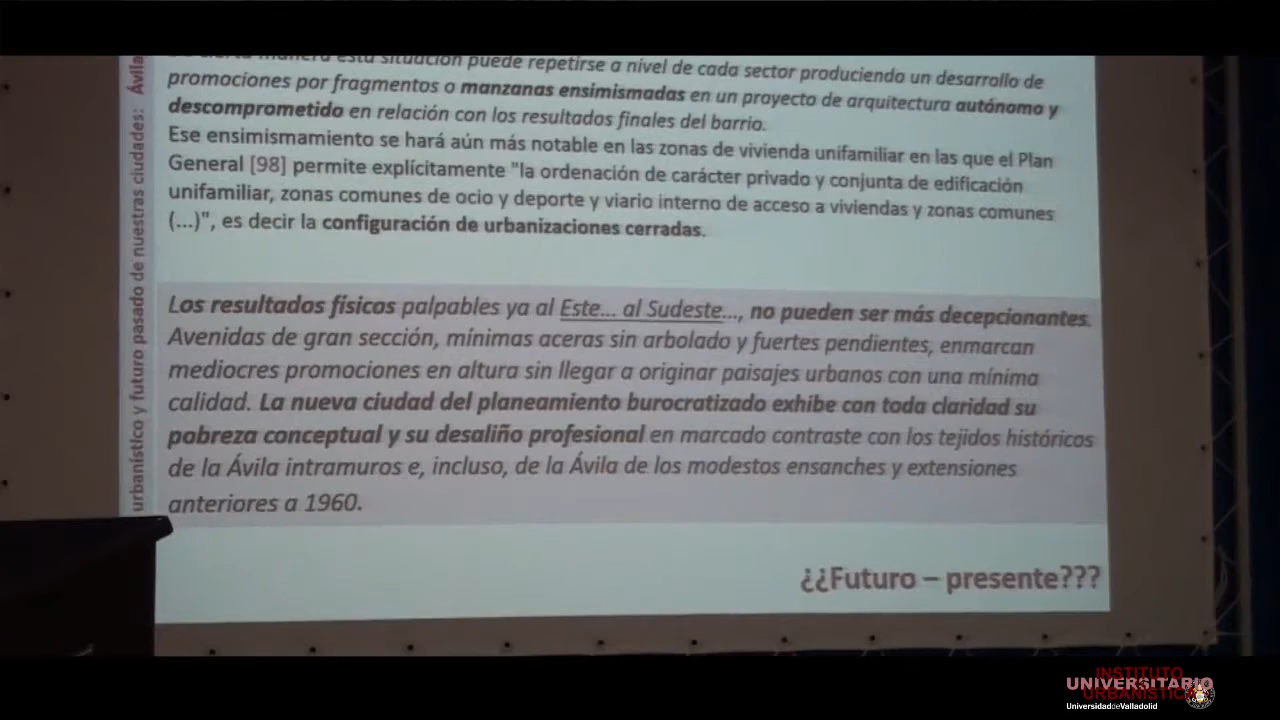 manera esta situación puede repetirse a nivel de cada sector produciendo un desarrollo de
promociones por fragmentos o manzanas ensimismadas en un proyecto de arquitectura autónomo y
descomprometido en relación con los resultados finales del barrio.
Ese ensimismamiento se hará aún más notable en las zonas de vivienda unifamiliar en las que el Plan
General [98] permite explícitamente "la ordenación de carácter privado y conjunta de edificación
unifamiliar, zonas comunes de ocio y deporte y viario interno de acceso a viviendas y zonas comunes
(...)", es decir la configuración de urbanizaciones cerradas.
Los resultados físicos palpables ya al Este... al Sudeste..., no pueden ser más decepcionantes.
Avenidas de gran sección, mínimas aceras sin arbolado y fuertes pendientes, enmarcan
mediocres promociones en altura sin llegar a originar paisajes urbanos con una mínima
calidad. La nueva ciudad del planeamiento burocratizado exhibe con toda claridad su
pobreza conceptual y su desaliño profesional en marcado contraste con los tejidos históricos
de la Ávila intramuros e, incluso, de la Ávila de los modestos ensanches y extensiones
anteriores a 1960.
¿¿Futuro – presente???
urbanístico y futuro pasado de nuestras ciudades: Ávila
INSTITUTO
UNIVERSITARIO
URBANÍSTICA
UniversidaddeValladolid